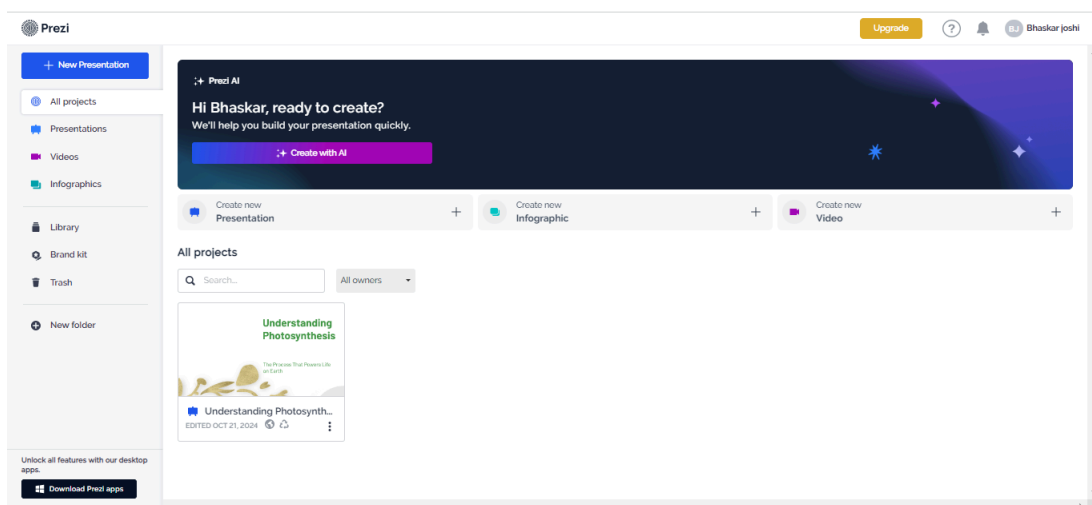 Prezi
Upgrade
?
BJ
Bhaskar joshi
+ New Presentation
All projects
Presentations
Videos
Infographics
Library
Brand kit
Trash
New folder
Unlock all features with our desktop
apps.
Download Prezi apps
Prezi AI
Hi Bhaskar, ready to create?
We'll help you build your presentation quickly.
Create with AI
Create new
Presentation
+
Create new
Infographic
+
Create new
Video
+
All projects
Search...
All owners
Understanding
Photosynthesis
The Process That Powers Life
on Earth
Understanding Photosynth...
EDITED OCT 21, 2024